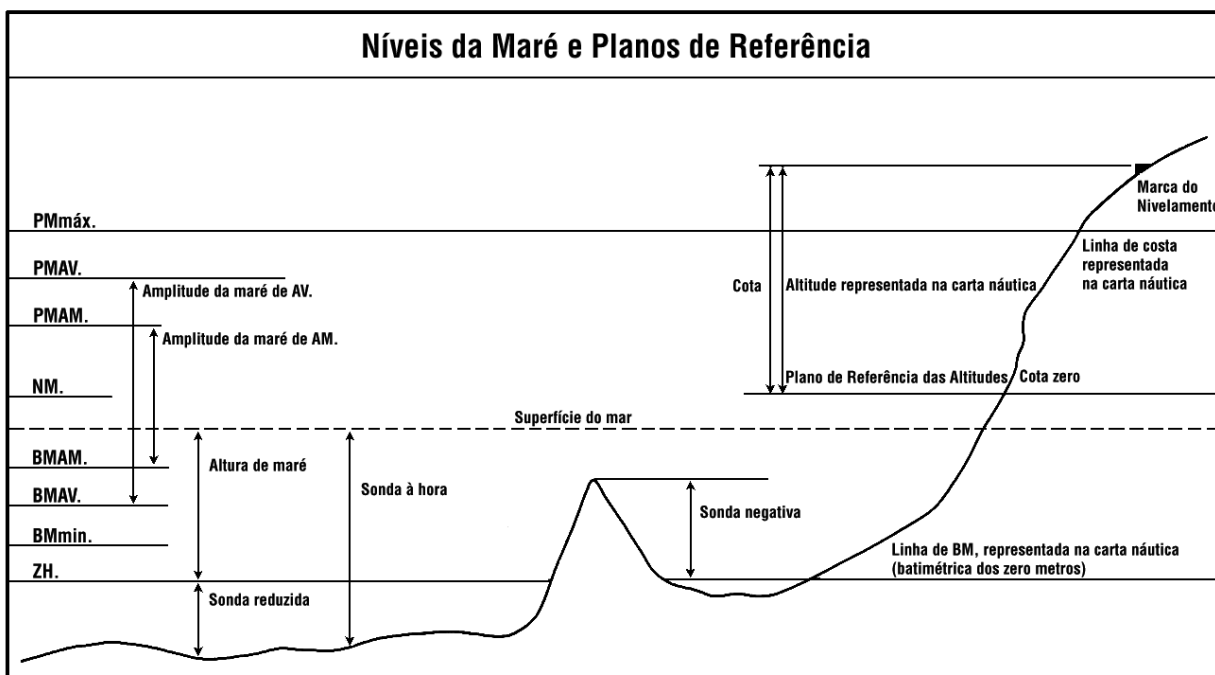 Níveis da Maré e Planos de Referência
Marca do
Nivelamento
PMmáx.
Linha de costa
representada
na carta náutica
PMAV.
Amplitude da maré de AV.
Cota
Altitude representada na carta náutica
PMAM.
Amplitude da maré de AM.
NM.
Plano de Referência das Altitudes
Cota zero
Superfície do mar
BMAM.
Altura de maré
Sonda à hora
BMAV.
Sonda negativa
BMmin.
Linha de BM, representada na carta náutica
(batimétrica dos zero metros)
ZH.
Sonda reduzida